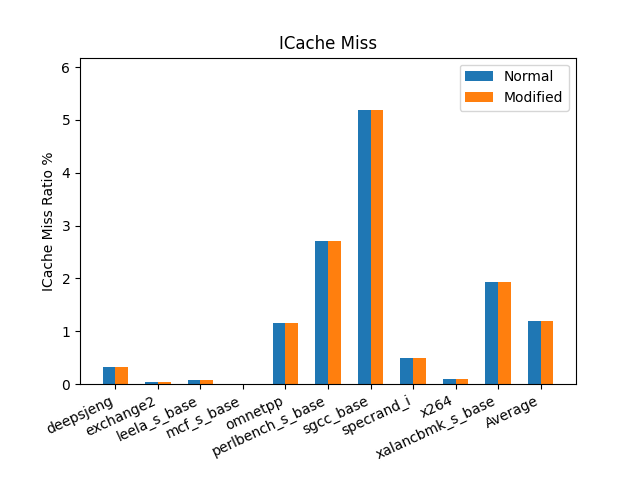 ICache Miss
Normal
Modified
ICache Miss Ratio %
6
5
4
3
2
1
0
deepsjeng
exchange2
leela_s_base
mcf_s_base
omnetpp
perlbench_s_base
sgcc_base
specrand_i
x264
xalancbmk_s_base
Average